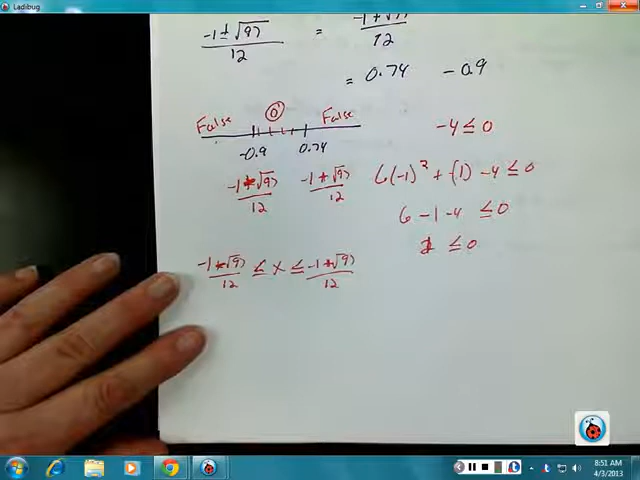 Ladibug
-1±√97 / 12 = -1+√97 / 12
= 0.74 -0.9
False 0 False
-0.9 0.74
-4 ≤ 0
-1-√97 / 12 -1+√97 / 12
6(-1)² + (1) -4 ≤ 0
6 -1 -4 ≤ 0
1 ≤ 0
-1-√97 / 12 ≤ x ≤ -1+√97 / 12
8:51 AM
4/3/2013